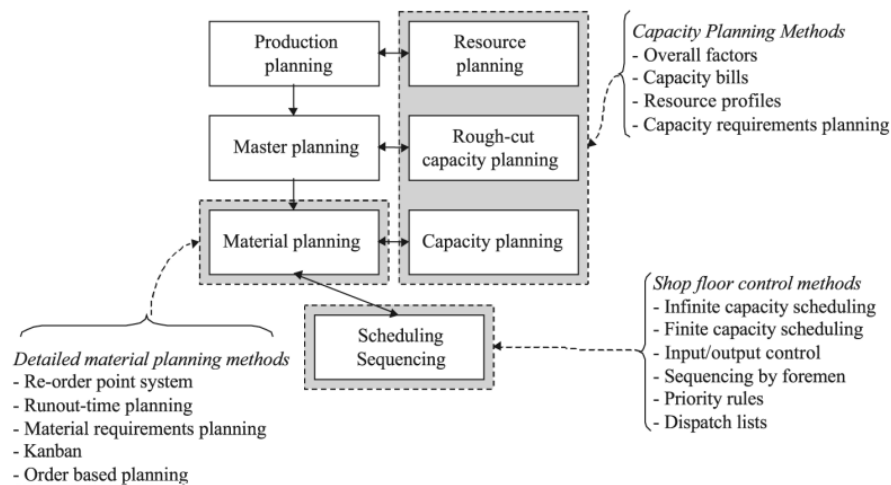 Production
planning
Resource
planning
Capacity Planning Methods
- Overall factors
- Capacity bills
- Resource profiles
- Capacity requirements planning
Master planning
Rough-cut
capacity planning
Material planning
Capacity planning
Scheduling
Sequencing
Shop floor control methods
- Infinite capacity scheduling
- Finite capacity scheduling
- Input/output control
- Sequencing by foremen
- Priority rules
- Dispatch lists
Detailed material planning methods
- Re-order point system
- Runout-time planning
- Material requirements planning
- Kanban
- Order based planning